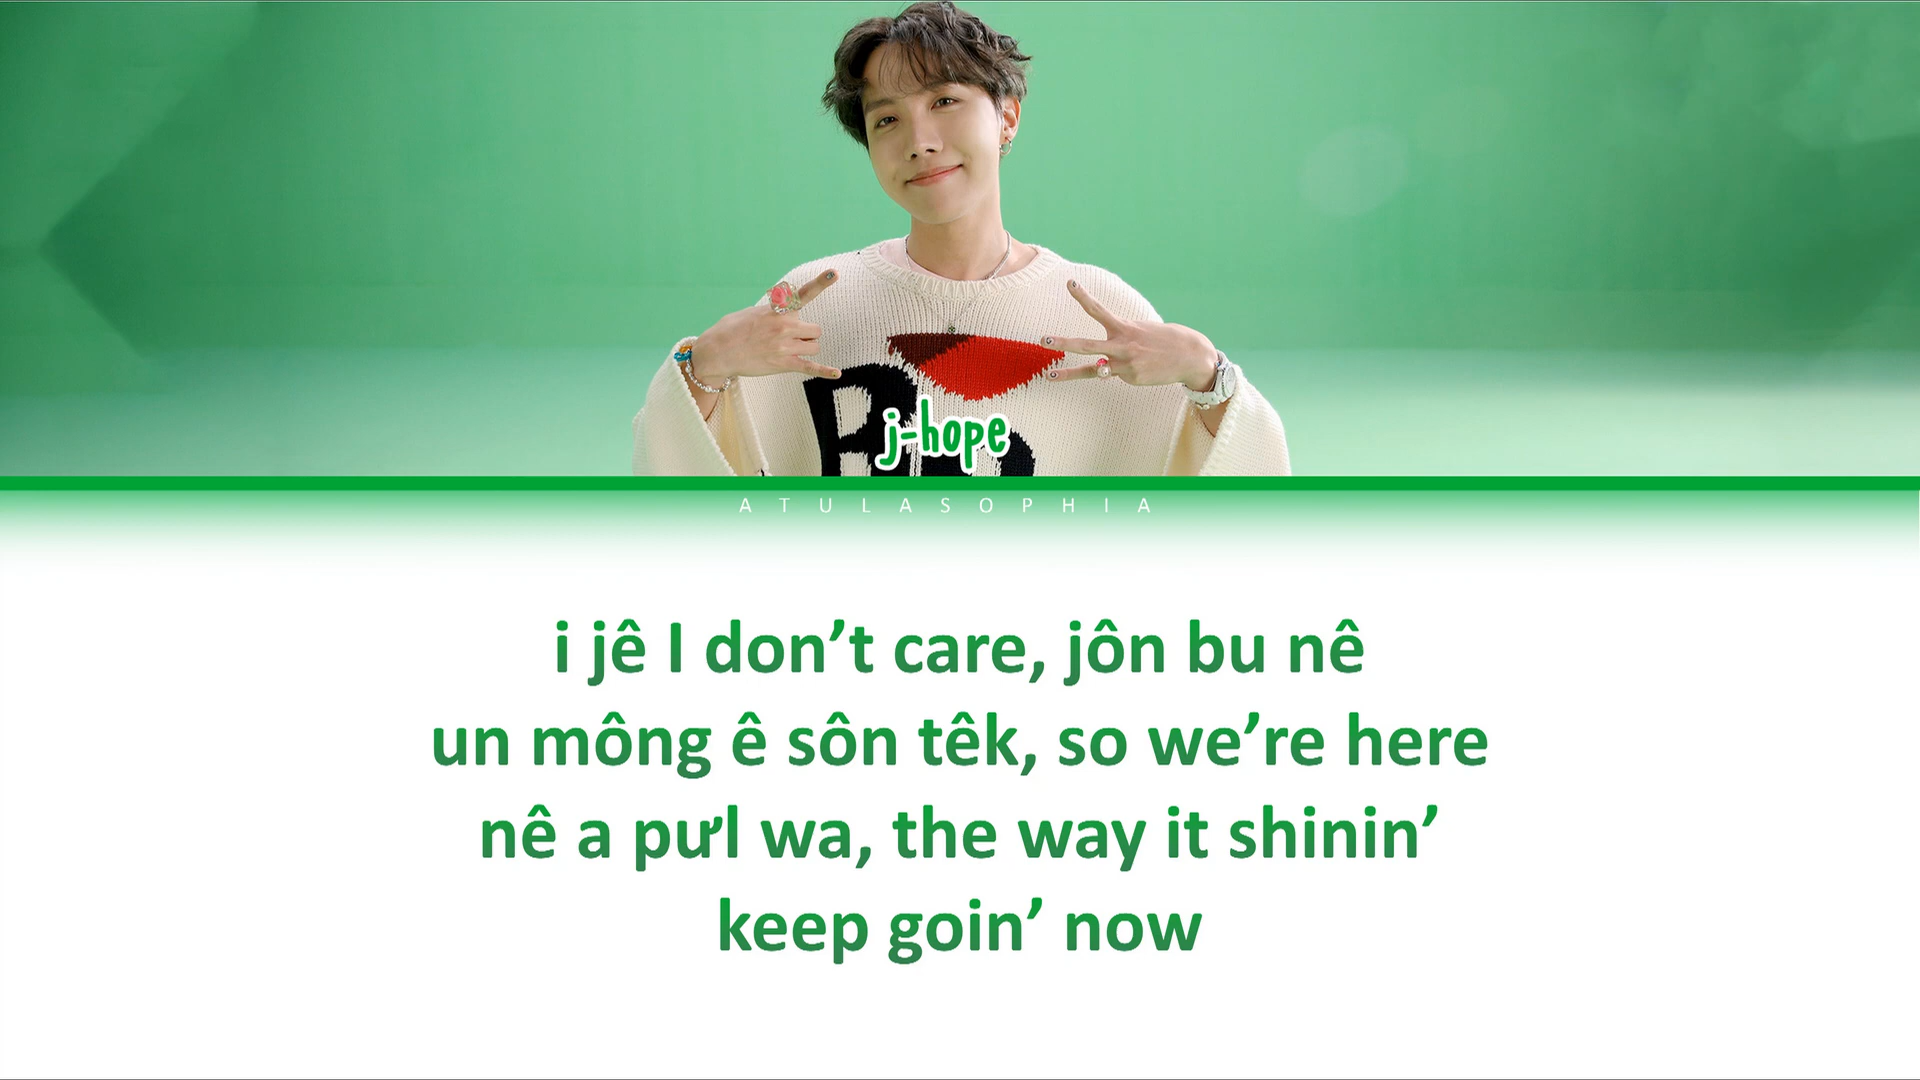 j-hope
ATULASOPHIA
i jê I don’t care, jôn bu nê
un mông ê sôn têk, so we’re here
nê a pưl wa, the way it shinin’
keep goin’ now